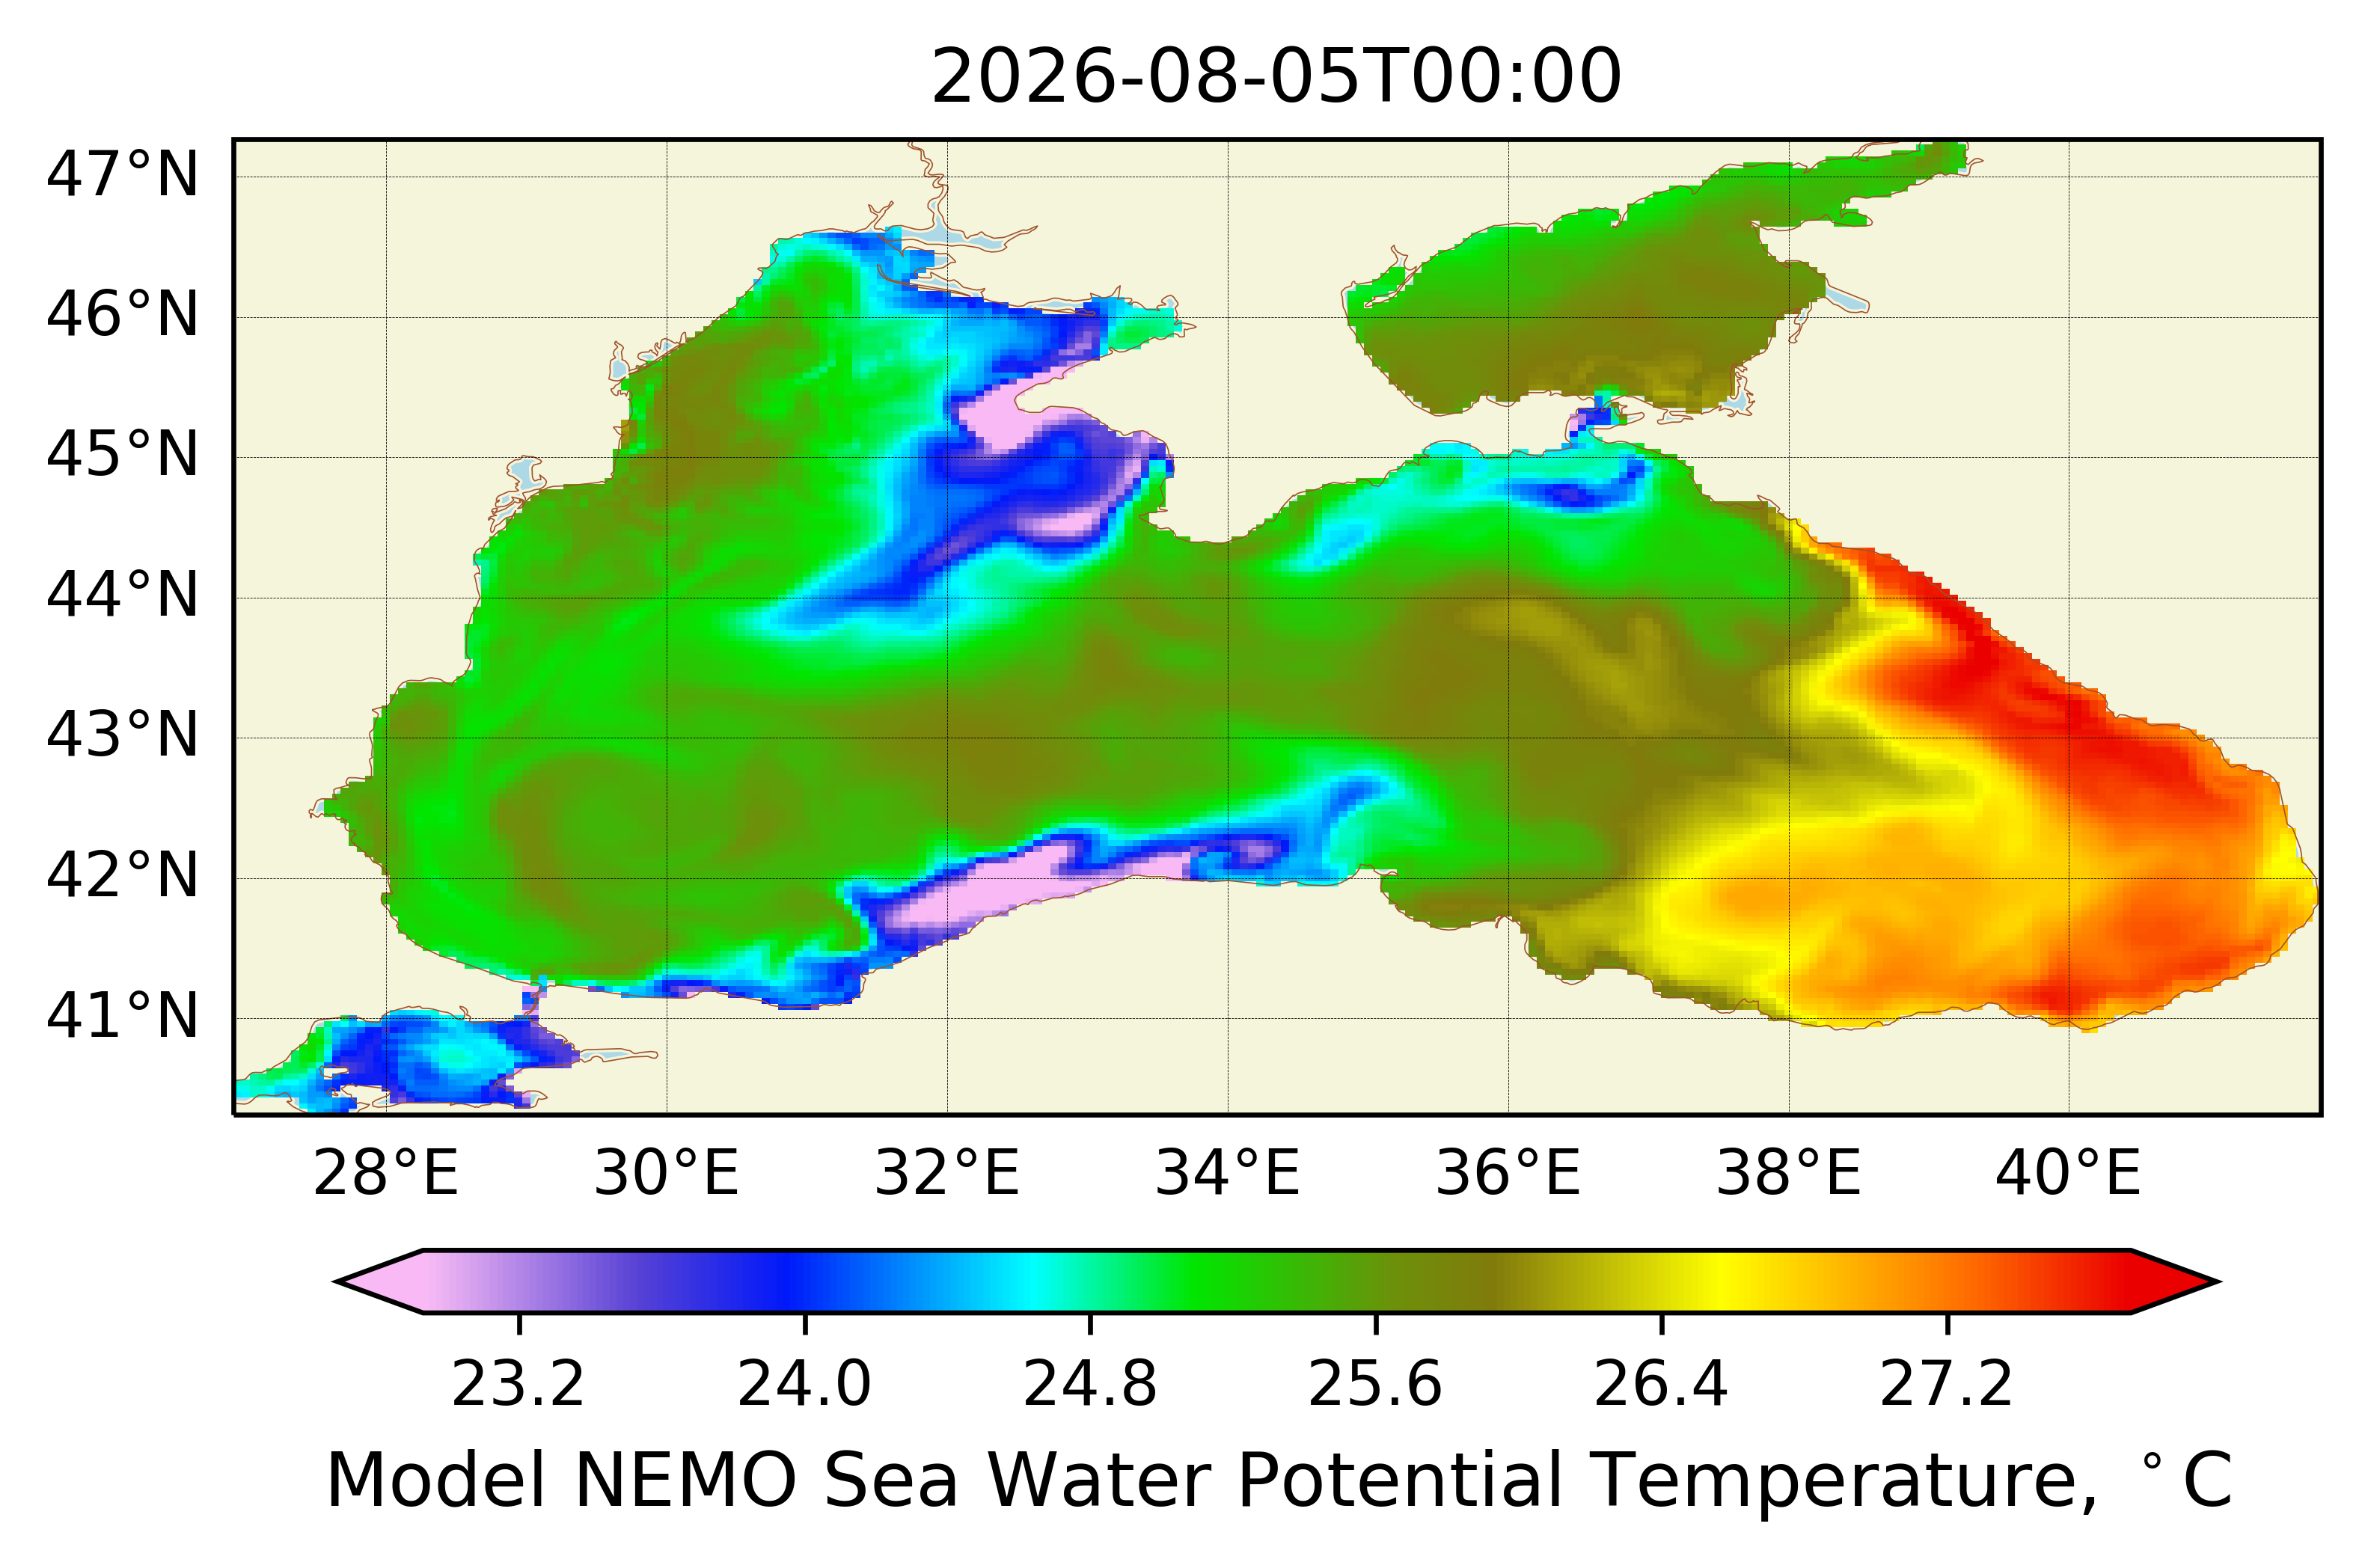 2026-08-05T00:00
47°N
46°N
45°N
44°N
43°N
42°N
41°N
28°E 30°E 32°E 34°E 36°E 38°E 40°E
23.2 24.0 24.8 25.6 26.4 27.2
Model NEMO Sea Water Potential Temperature, °C